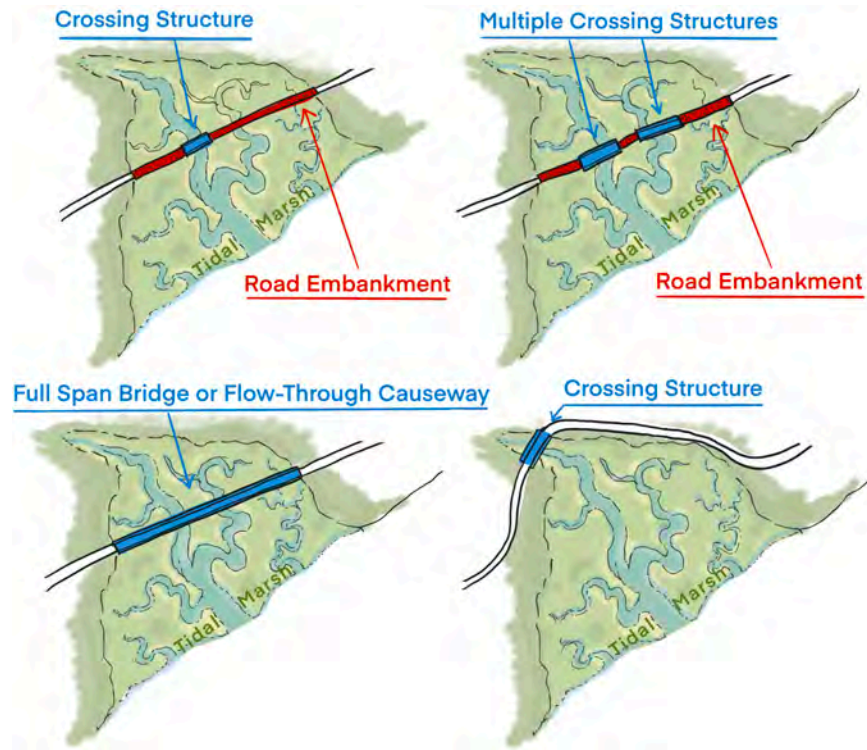 Crossing Structure
Multiple Crossing Structures
Tidal Marsh
Road Embankment
Tidal Marsh
Road Embankment
Full Span Bridge or Flow-Through Causeway
Crossing Structure
Tidal Marsh
Tidal Marsh